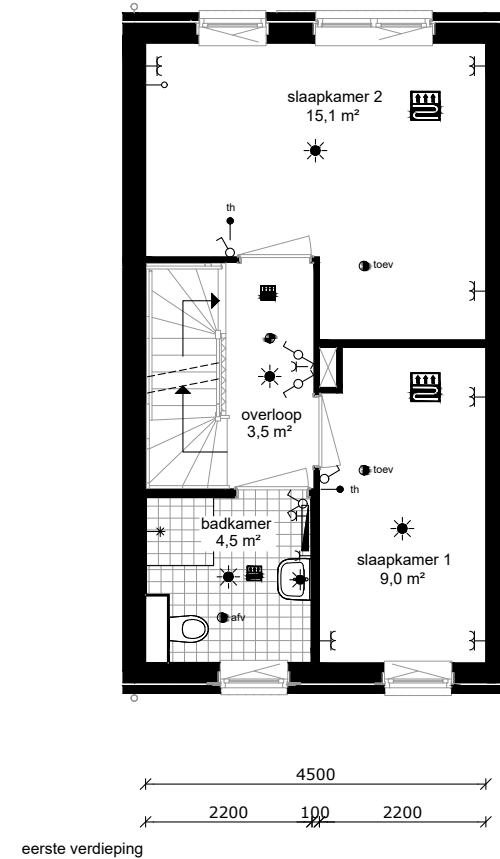 slaapkamer 2
15,1 m²
th
toev
overloop
3,5 m²
toev
th
badkamer
4,5 m²
slaapkamer 1
9,0 m²
afv
4500
2200 100 2200
eerste verdieping